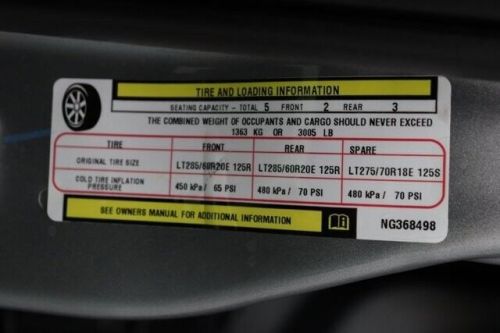 TIRE AND LOADING INFORMATION
SEATING CAPACITY - TOTAL 5 FRONT 2 REAR 3
THE COMBINED WEIGHT OF OCCUPANTS AND CARGO SHOULD NEVER EXCEED
1363 KG OR 3005 LB
TIRE FRONT REAR SPARE
ORIGINAL TIRE SIZE LT285/60R20E 125R LT285/60R20E 125R LT275/70R18E 125S
COLD TIRE INFLATION PRESSURE 450 kPa / 65 PSI 480 kPa / 70 PSI 480 kPa / 70 PSI
SEE OWNERS MANUAL FOR ADDITIONAL INFORMATION
NG368498